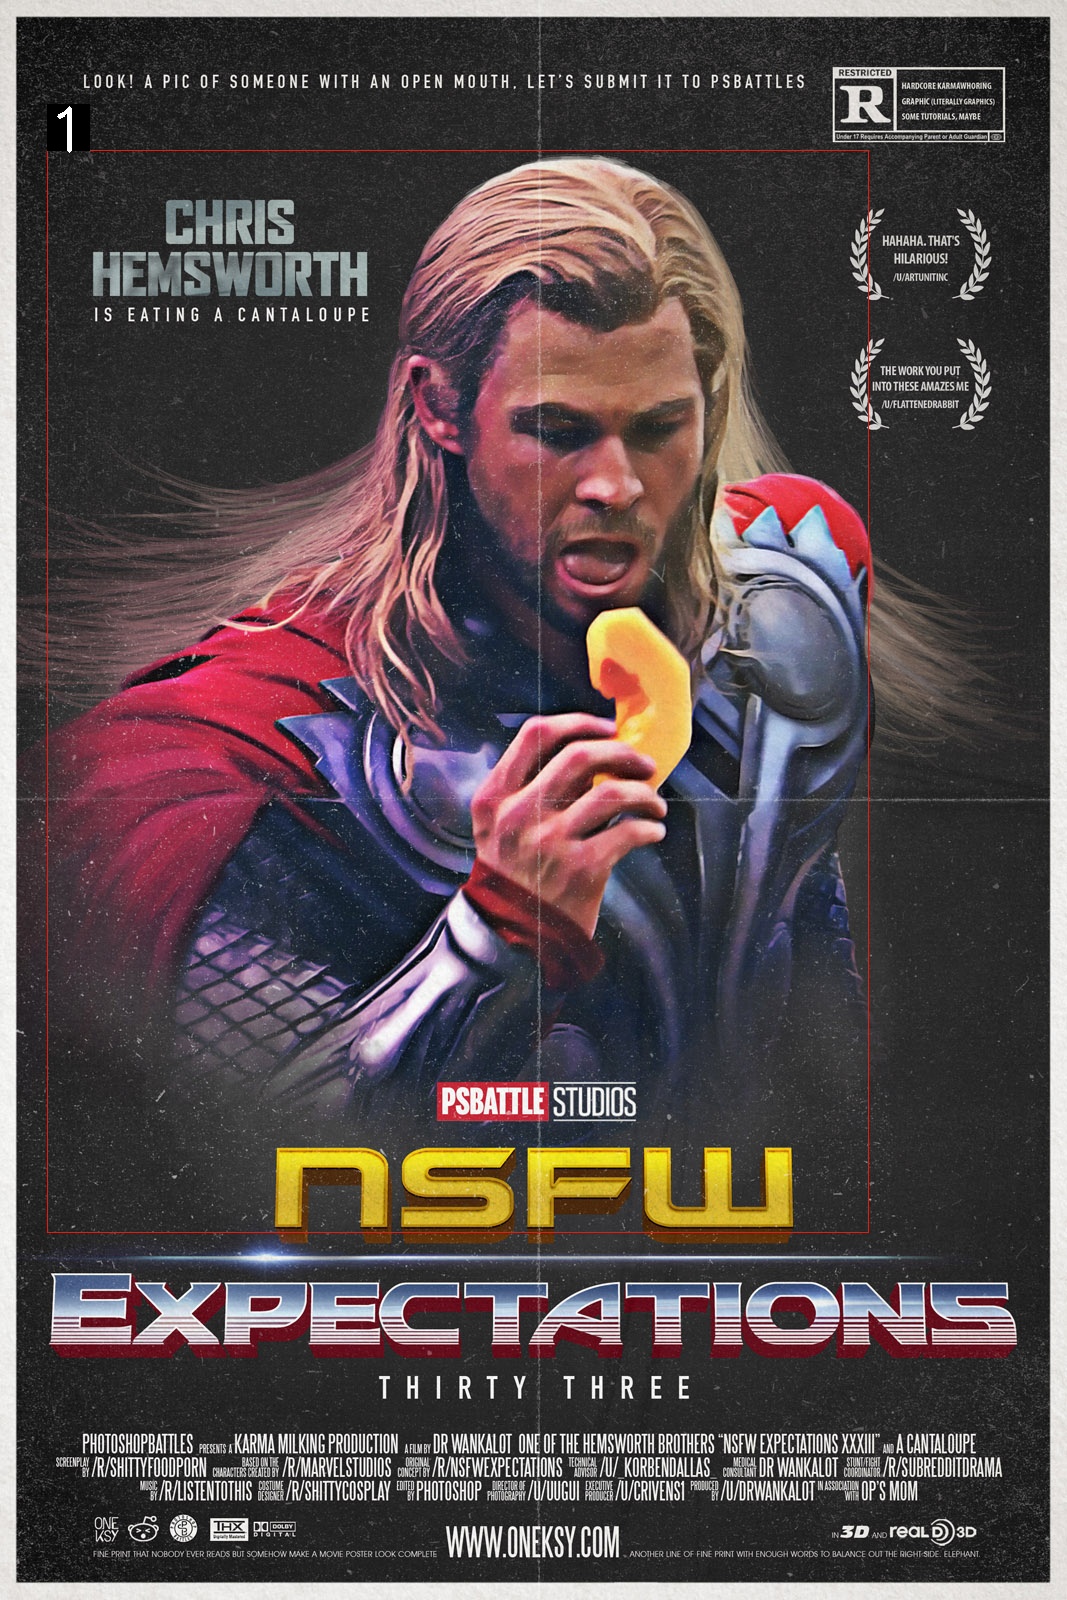 LOOK! A PIC OF SOMEONE WITH AN OPEN MOUTH, LET'S SUBMIT IT TO PSBATTLES
RESTRICTED
R
HARDCORE KARMAWHORING
GRAPHIC (LITERALLY GRAPHICS)
SOME TUTORIALS, MAYBE
Under 17 Requires Accompanying Parent or Adult Guardian
1
CHRIS
HEMSWORTH
IS EATING A CANTALOUPE
HAHAHA. THAT'S
HILARIOUS!
/U/ARTUNITINC
THE WORK YOU PUT
INTO THESE AMAZES ME
/U/FLATTENEDRABBIT
PSBATTLE STUDIOS
NSFW
EXPECTATIONS
THIRTY THREE
PHOTOSHOPBATTLES PRESENTS A KARMA MILKING PRODUCTION A FILM BY DR WANKALOT ONE OF THE HEMSWORTH BROTHERS "NSFW EXPECTATIONS XXXIII" AND A CANTALOUPE
SCREENPLAY BY /R/SHITTYFOODPORN BASED ON THE CHARACTERS CREATED BY /R/MARVELSTUDIOS ORIGINAL CONCEPT BY /R/NSFWEXPECTATIONS TECHNICAL ADVISOR /U/_KORBENDALLAS_ MEDICAL CONSULTANT DR WANKALOT STUNT/FIGHT COORDINATOR /R/SUBREDDITDRAMA
MUSIC BY /R/LISTENTOTHIS COSTUME DESIGNER /R/SHITTYCOSPLAY EDITED BY PHOTOSHOP DIRECTOR OF PHOTOGRAPHY /U/UUGUI EXECUTIVE PRODUCER /U/CRIVENS1 PRODUCED BY /U/DRWANKALOT IN ASSOCIATION WITH OP'S MOM
ONE
KSY
THX
Digitally Mastered
DOLBY
DIGITAL
WWW.ONEKSY.COM
IN 3D AND REAL D 3D
FINE PRINT THAT NOBODY EVER READS BUT SOMEHOW MAKE A MOVIE POSTER LOOK COMPLETE
ANOTHER LINE OF FINE PRINT WITH ENOUGH WORDS TO BALANCE OUT THE RIGHT-SIDE. ELEPHANT.